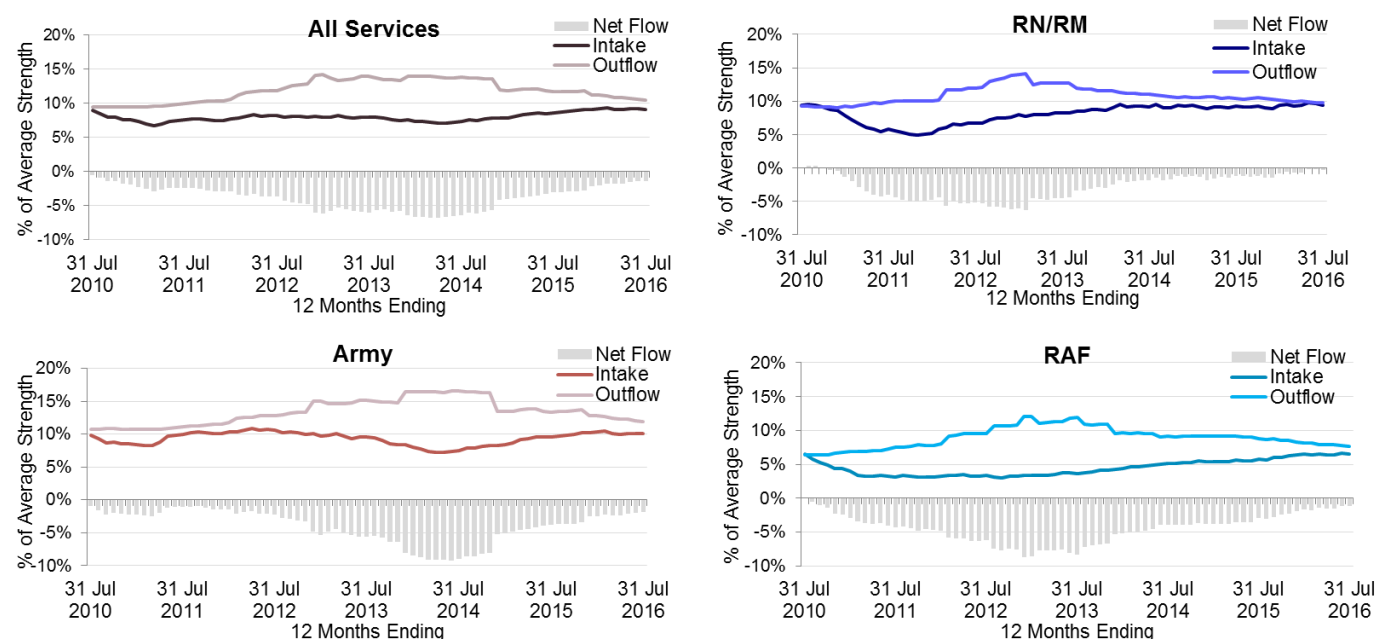 All Services
Net Flow
Intake
Outflow
% of Average Strength
20%
15%
10%
5%
0%
-5%
-10%
31 Jul 31 Jul 31 Jul 31 Jul 31 Jul 31 Jul 31 Jul
2010 2011 2012 2013 2014 2015 2016
12 Months Ending
RN/RM
Net Flow
Intake
Outflow
% of Average Strength
20%
15%
10%
5%
0%
-5%
-10%
31 Jul 31 Jul 31 Jul 31 Jul 31 Jul 31 Jul 31 Jul
2010 2011 2012 2013 2014 2015 2016
12 Months Ending
Army
Net Flow
Intake
Outflow
% of Average Strength
20%
15%
10%
5%
0%
-5%
-10%
31 Jul 31 Jul 31 Jul 31 Jul 31 Jul 31 Jul 31 Jul
2010 2011 2012 2013 2014 2015 2016
12 Months Ending
RAF
Net Flow
Intake
Outflow
% of Average Strength
20%
15%
10%
5%
0%
-5%
-10%
31 Jul 31 Jul 31 Jul 31 Jul 31 Jul 31 Jul 31 Jul
2010 2011 2012 2013 2014 2015 2016
12 Months Ending